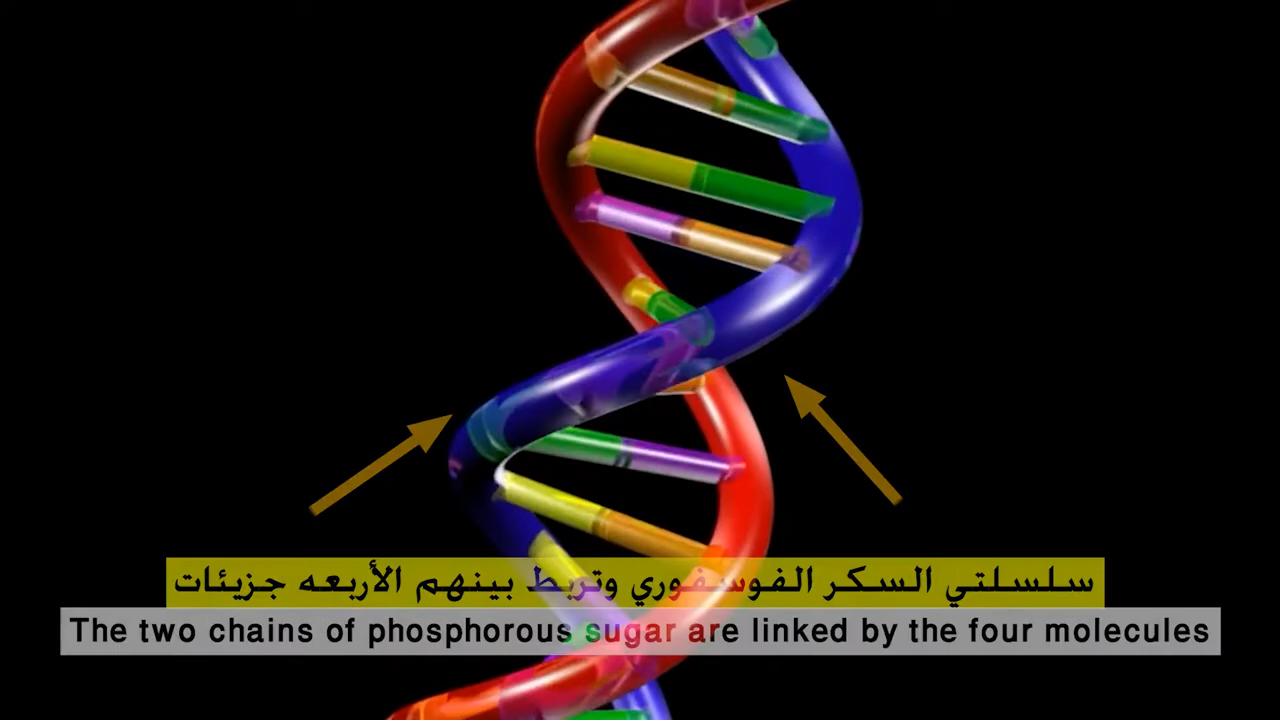 سلسلتي السكر الفوسفوري وتربط بينهم الأربعه جزيئات
The two chains of phosphorous sugar are linked by the four molecules